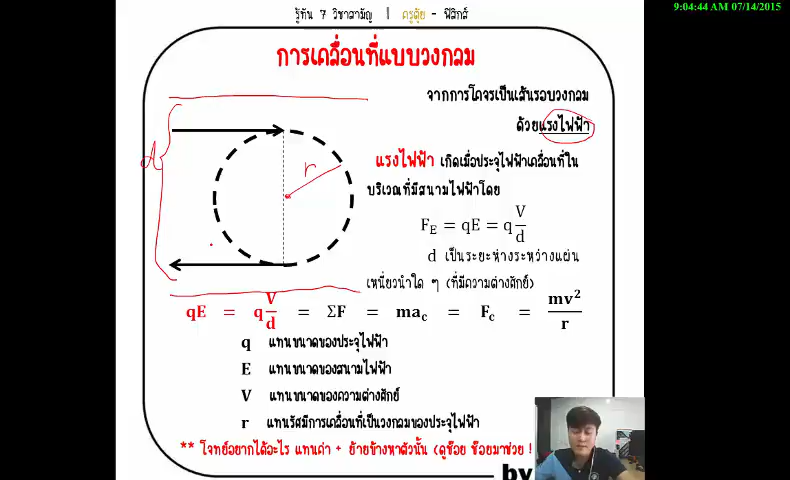 9:04:44 AM 07/14/2015
รู้ทัน 7 วิชาสามัญ | ครูตุ้ย - ฟิสิกส์
การเคลื่อนที่แบบวงกลม
จากการโคจรเป็นเส้นรอบวงกลม
ด้วยแรงไฟฟ้า
d
r
แรงไฟฟ้า เกิดเมื่อประจุไฟฟ้าเคลื่อนที่ใน
บริเวณที่มีสนามไฟฟ้าโดย
F_E = qE = q V/d
d เป็นระยะห่างระหว่างแผ่น
เหนี่ยวนำใด ๆ (ที่มีความต่างศักย์)
qE = q V/d = ΣF = ma_c = F_c = mv²/r
q แทนขนาดของประจุไฟฟ้า
E แทนขนาดของสนามไฟฟ้า
V แทนขนาดของความต่างศักย์
r แทนรัศมีการเคลื่อนที่เป็นวงกลมของประจุไฟฟ้า
** โจทย์อยากได้อะไร แทนค่า + ย้ายข้างหาตัวนั้น (ดูช้อย ช้อยมาช่วย !
by